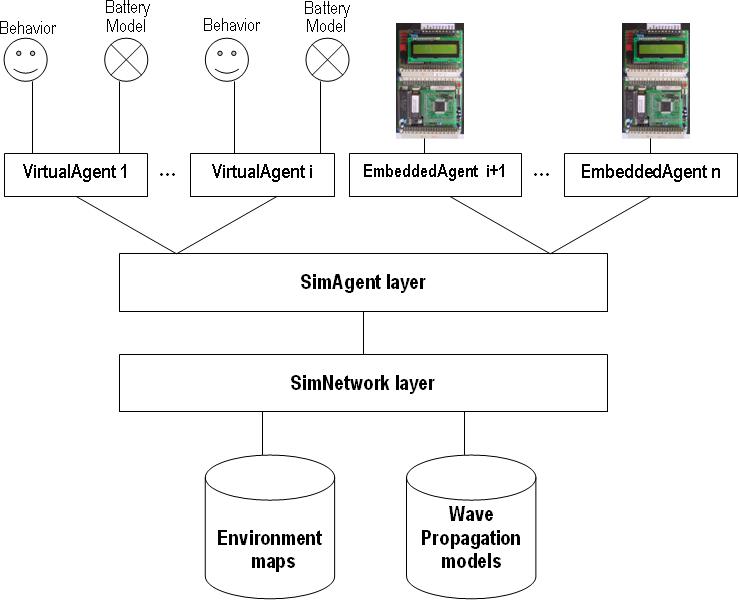 Behavior
Battery
Model
Behavior
Battery
Model
VirtualAgent 1
...
VirtualAgent i
EmbeddedAgent i+1
...
EmbeddedAgent n
SimAgent layer
SimNetwork layer
Environment
maps
Wave
Propagation
models